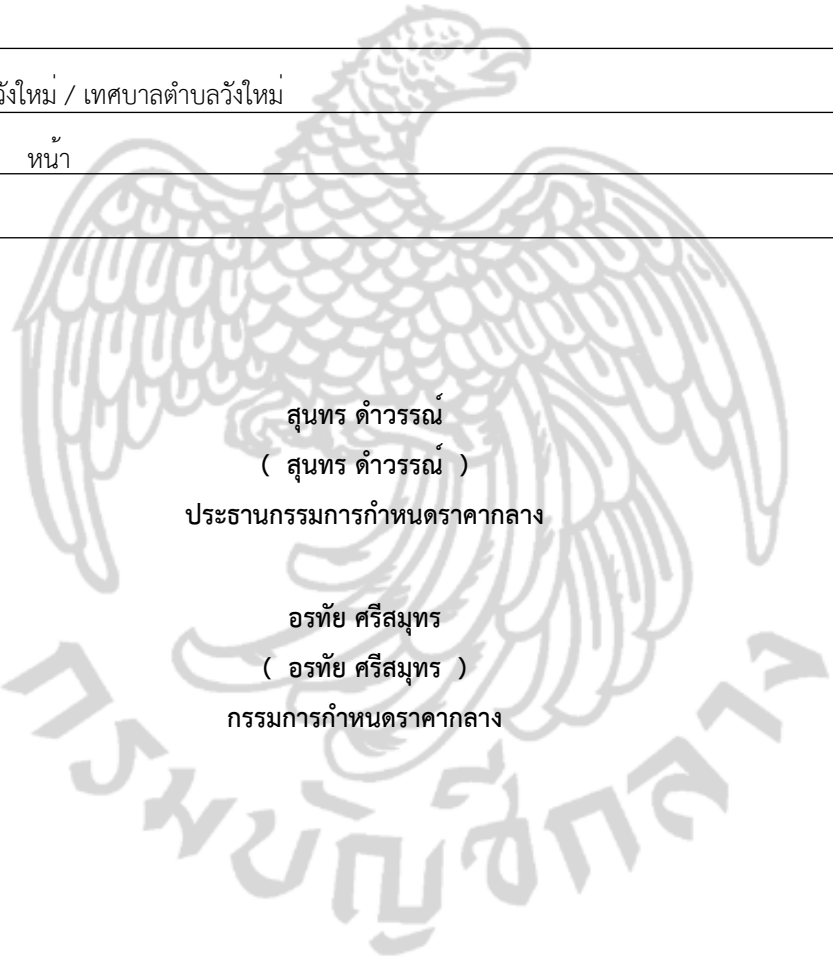 วังใหม่ / เทศบาลตำบลวังใหม่
หน้า
สุนทร ดำวรรณ์
( สุนทร ดำวรรณ์ )
ประธานกรรมการกำหนดราคากลาง
อรทัย ศรีสมุทร
( อรทัย ศรีสมุทร )
กรรมการกำหนดราคากลาง
กรมบัญชีกลาง